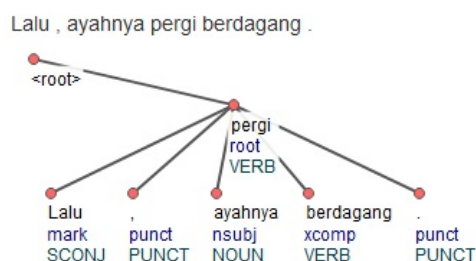 Lalu , ayahnya pergi berdagang .
<root>
pergi
root
VERB
Lalu , ayahnya berdagang .
mark punct nsubj xcomp punct
SCONJ PUNCT NOUN VERB PUNCT